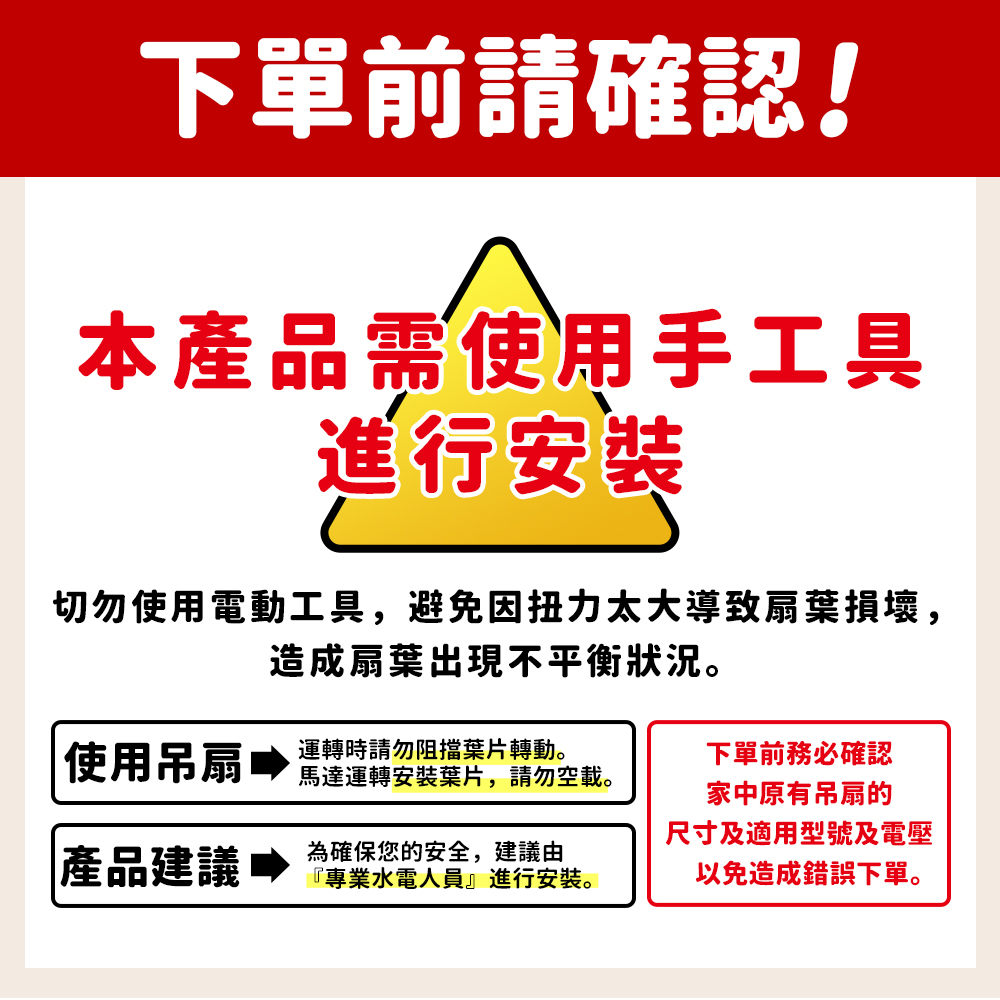 下單前請確認！
本產品需使用手工具
進行安裝
切勿使用電動工具，避免因扭力太大導致扇葉損壞，
造成扇葉出現不平衡狀況。
使用吊扇
運轉時請勿阻擋葉片轉動。
馬達運轉安裝葉片，請勿空載。
產品建議
為確保您的安全，建議由
『專業水電人員』進行安裝。
下單前務必確認
家中原有吊扇的
尺寸及適用型號及電壓
以免造成錯誤下單。